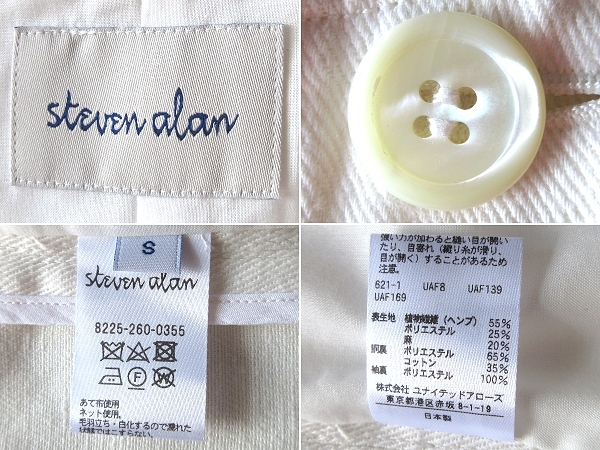 steven alan
S
steven alan
8225-260-0355
あて布使用
ネット使用。
毛羽立ち・白化するので濡れた
状態ではこすらない。
強い力が加わると縫い目が開い
たり、目寄れ(綴り糸が滑り、
目が開く)することがあるため
注意。
621-1 UAF8 UAF139
UAF169
表生地 植物繊維(ヘンプ) 55%
ポリエステル 25%
麻 20%
胴裏 ポリエステル 65%
コットン 35%
袖裏 ポリエステル 100%
株式会社 ユナイテッドアローズ
東京都港区赤坂 8-1-19
日本製